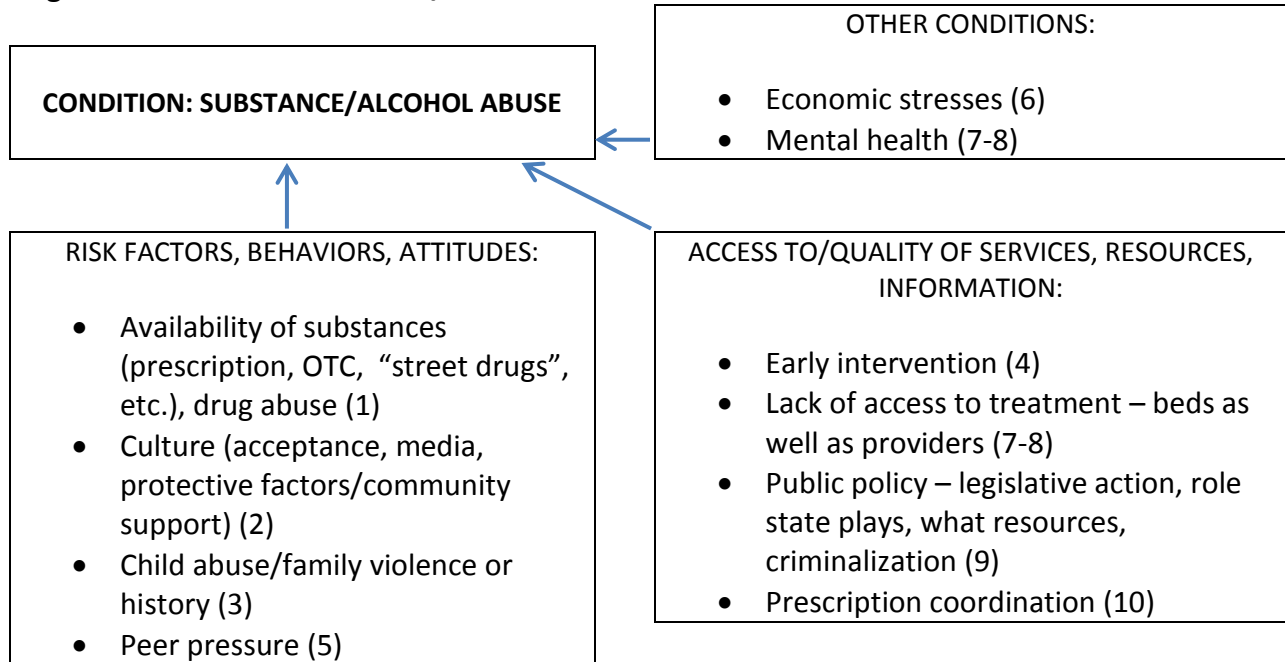 CONDITION: SUBSTANCE/ALCOHOL ABUSE
OTHER CONDITIONS:
• Economic stresses (6)
• Mental health (7-8)
RISK FACTORS, BEHAVIORS, ATTITUDES:
• Availability of substances
(prescription, OTC, “street drugs”,
etc.), drug abuse (1)
• Culture (acceptance, media,
protective factors/community
support) (2)
• Child abuse/family violence or
history (3)
• Peer pressure (5)
ACCESS TO/QUALITY OF SERVICES, RESOURCES,
INFORMATION:
• Early intervention (4)
• Lack of access to treatment – beds as
well as providers (7-8)
• Public policy – legislative action, role
state plays, what resources,
criminalization (9)
• Prescription coordination (10)